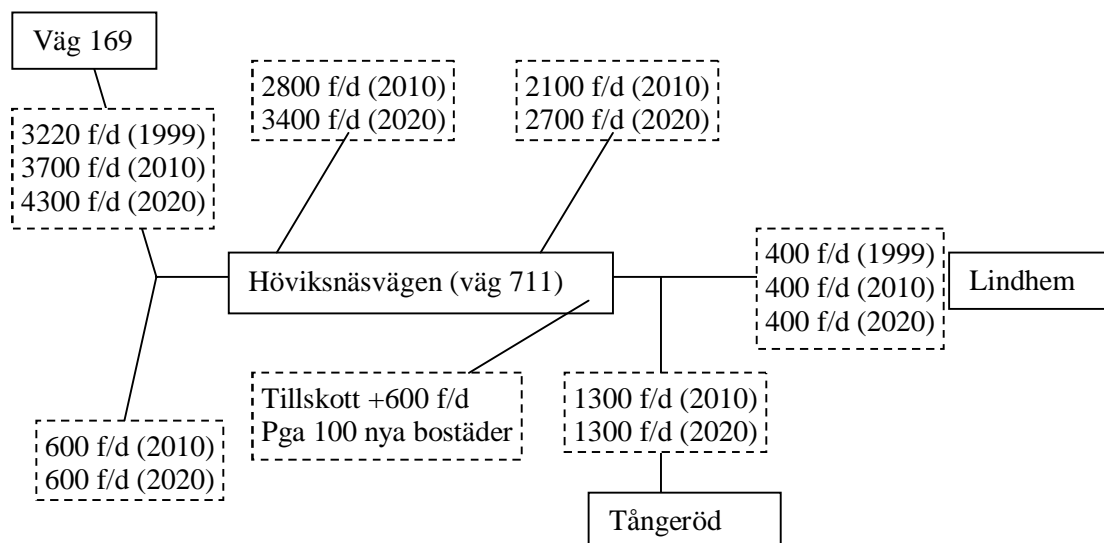 Väg 169
3220 f/d (1999)
3700 f/d (2010)
4300 f/d (2020)
2800 f/d (2010)
3400 f/d (2020)
2100 f/d (2010)
2700 f/d (2020)
Höviksnäsvägen (väg 711)
400 f/d (1999)
400 f/d (2010)
400 f/d (2020)
Lindhem
600 f/d (2010)
600 f/d (2020)
Tillskott +600 f/d
Pga 100 nya bostäder
1300 f/d (2010)
1300 f/d (2020)
Tångeröd